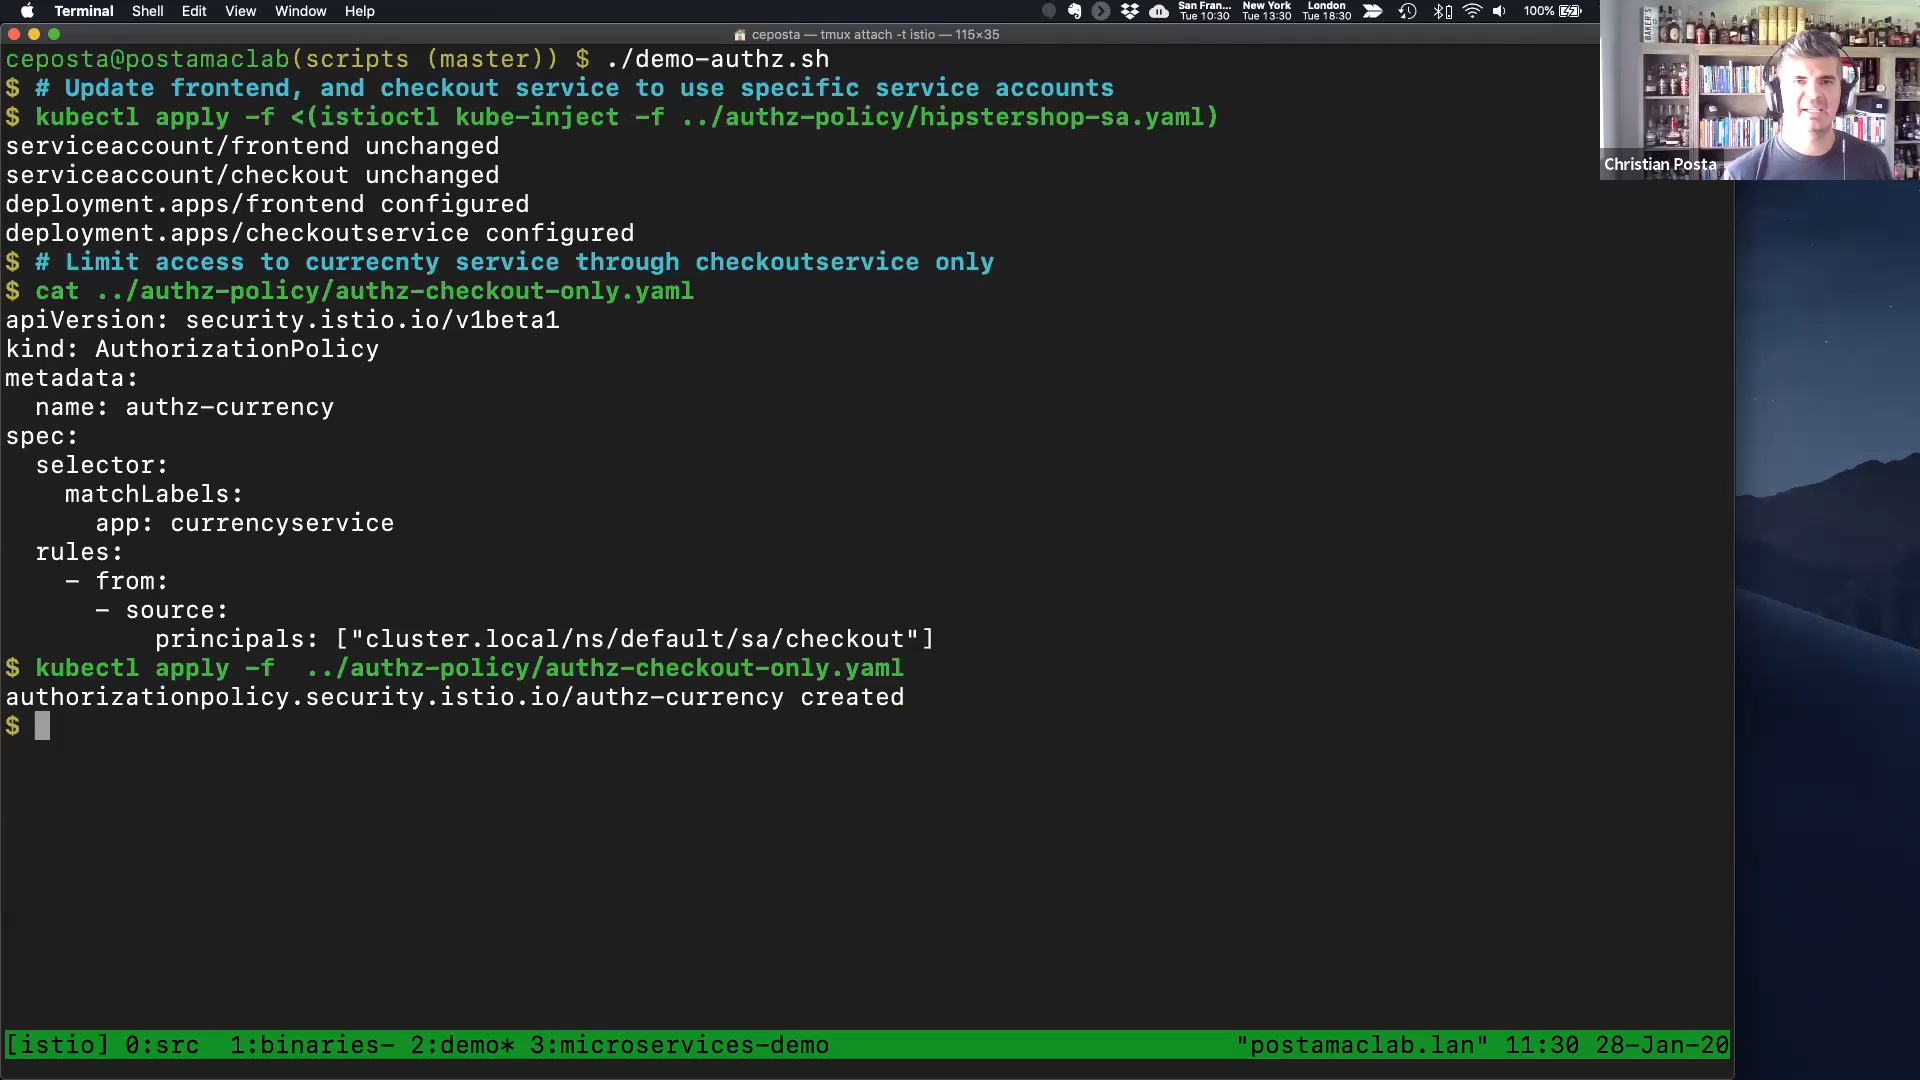 Terminal Shell Edit View Window Help
San Fran... New York London
Tue 10:30 Tue 13:30 Tue 18:30 100%
ceposta — tmux attach -t istio — 115×35
BAKER'S
ceposta@postamaclab(scripts (master)) $ ./demo-authz.sh
$ # Update frontend, and checkout service to use specific service accounts
$ kubectl apply -f <(istioctl kube-inject -f ../authz-policy/hipstershop-sa.yaml)
serviceaccount/frontend unchanged
Christian Posta
serviceaccount/checkout unchanged
deployment.apps/frontend configured
deployment.apps/checkoutservice configured
$ # Limit access to currecnty service through checkoutservice only
$ cat ../authz-policy/authz-checkout-only.yaml
apiVersion: security.istio.io/v1beta1
kind: AuthorizationPolicy
metadata:
  name: authz-currency
spec:
  selector:
    matchLabels:
      app: currencyservice
  rules:
    - from:
      - source:
          principals: ["cluster.local/ns/default/sa/checkout"]
$ kubectl apply -f  ../authz-policy/authz-checkout-only.yaml
authorizationpolicy.security.istio.io/authz-currency created
$
[istio] 0:src  1:binaries- 2:demo* 3:microservices-demo "postamaclab.lan" 11:30 28-Jan-20